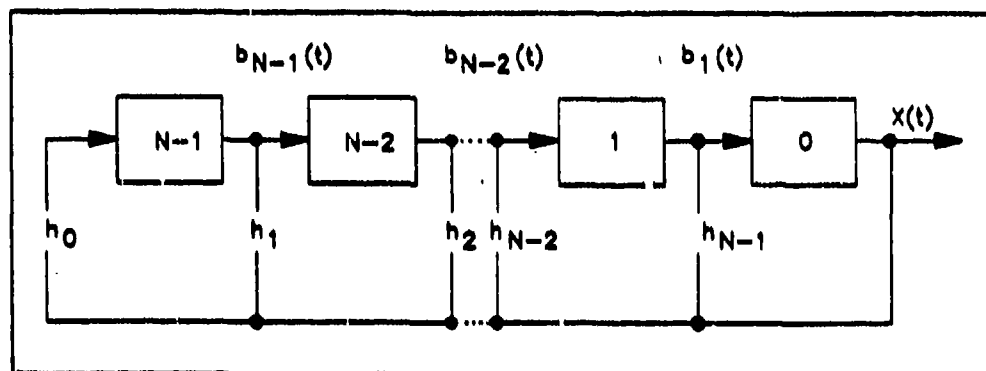 b_{N-1}(t) b_{N-2}(t) b_1(t)
N-1 N-2 1 0 X(t)
h_0 h_1 h_2 h_{N-2} h_{N-1}